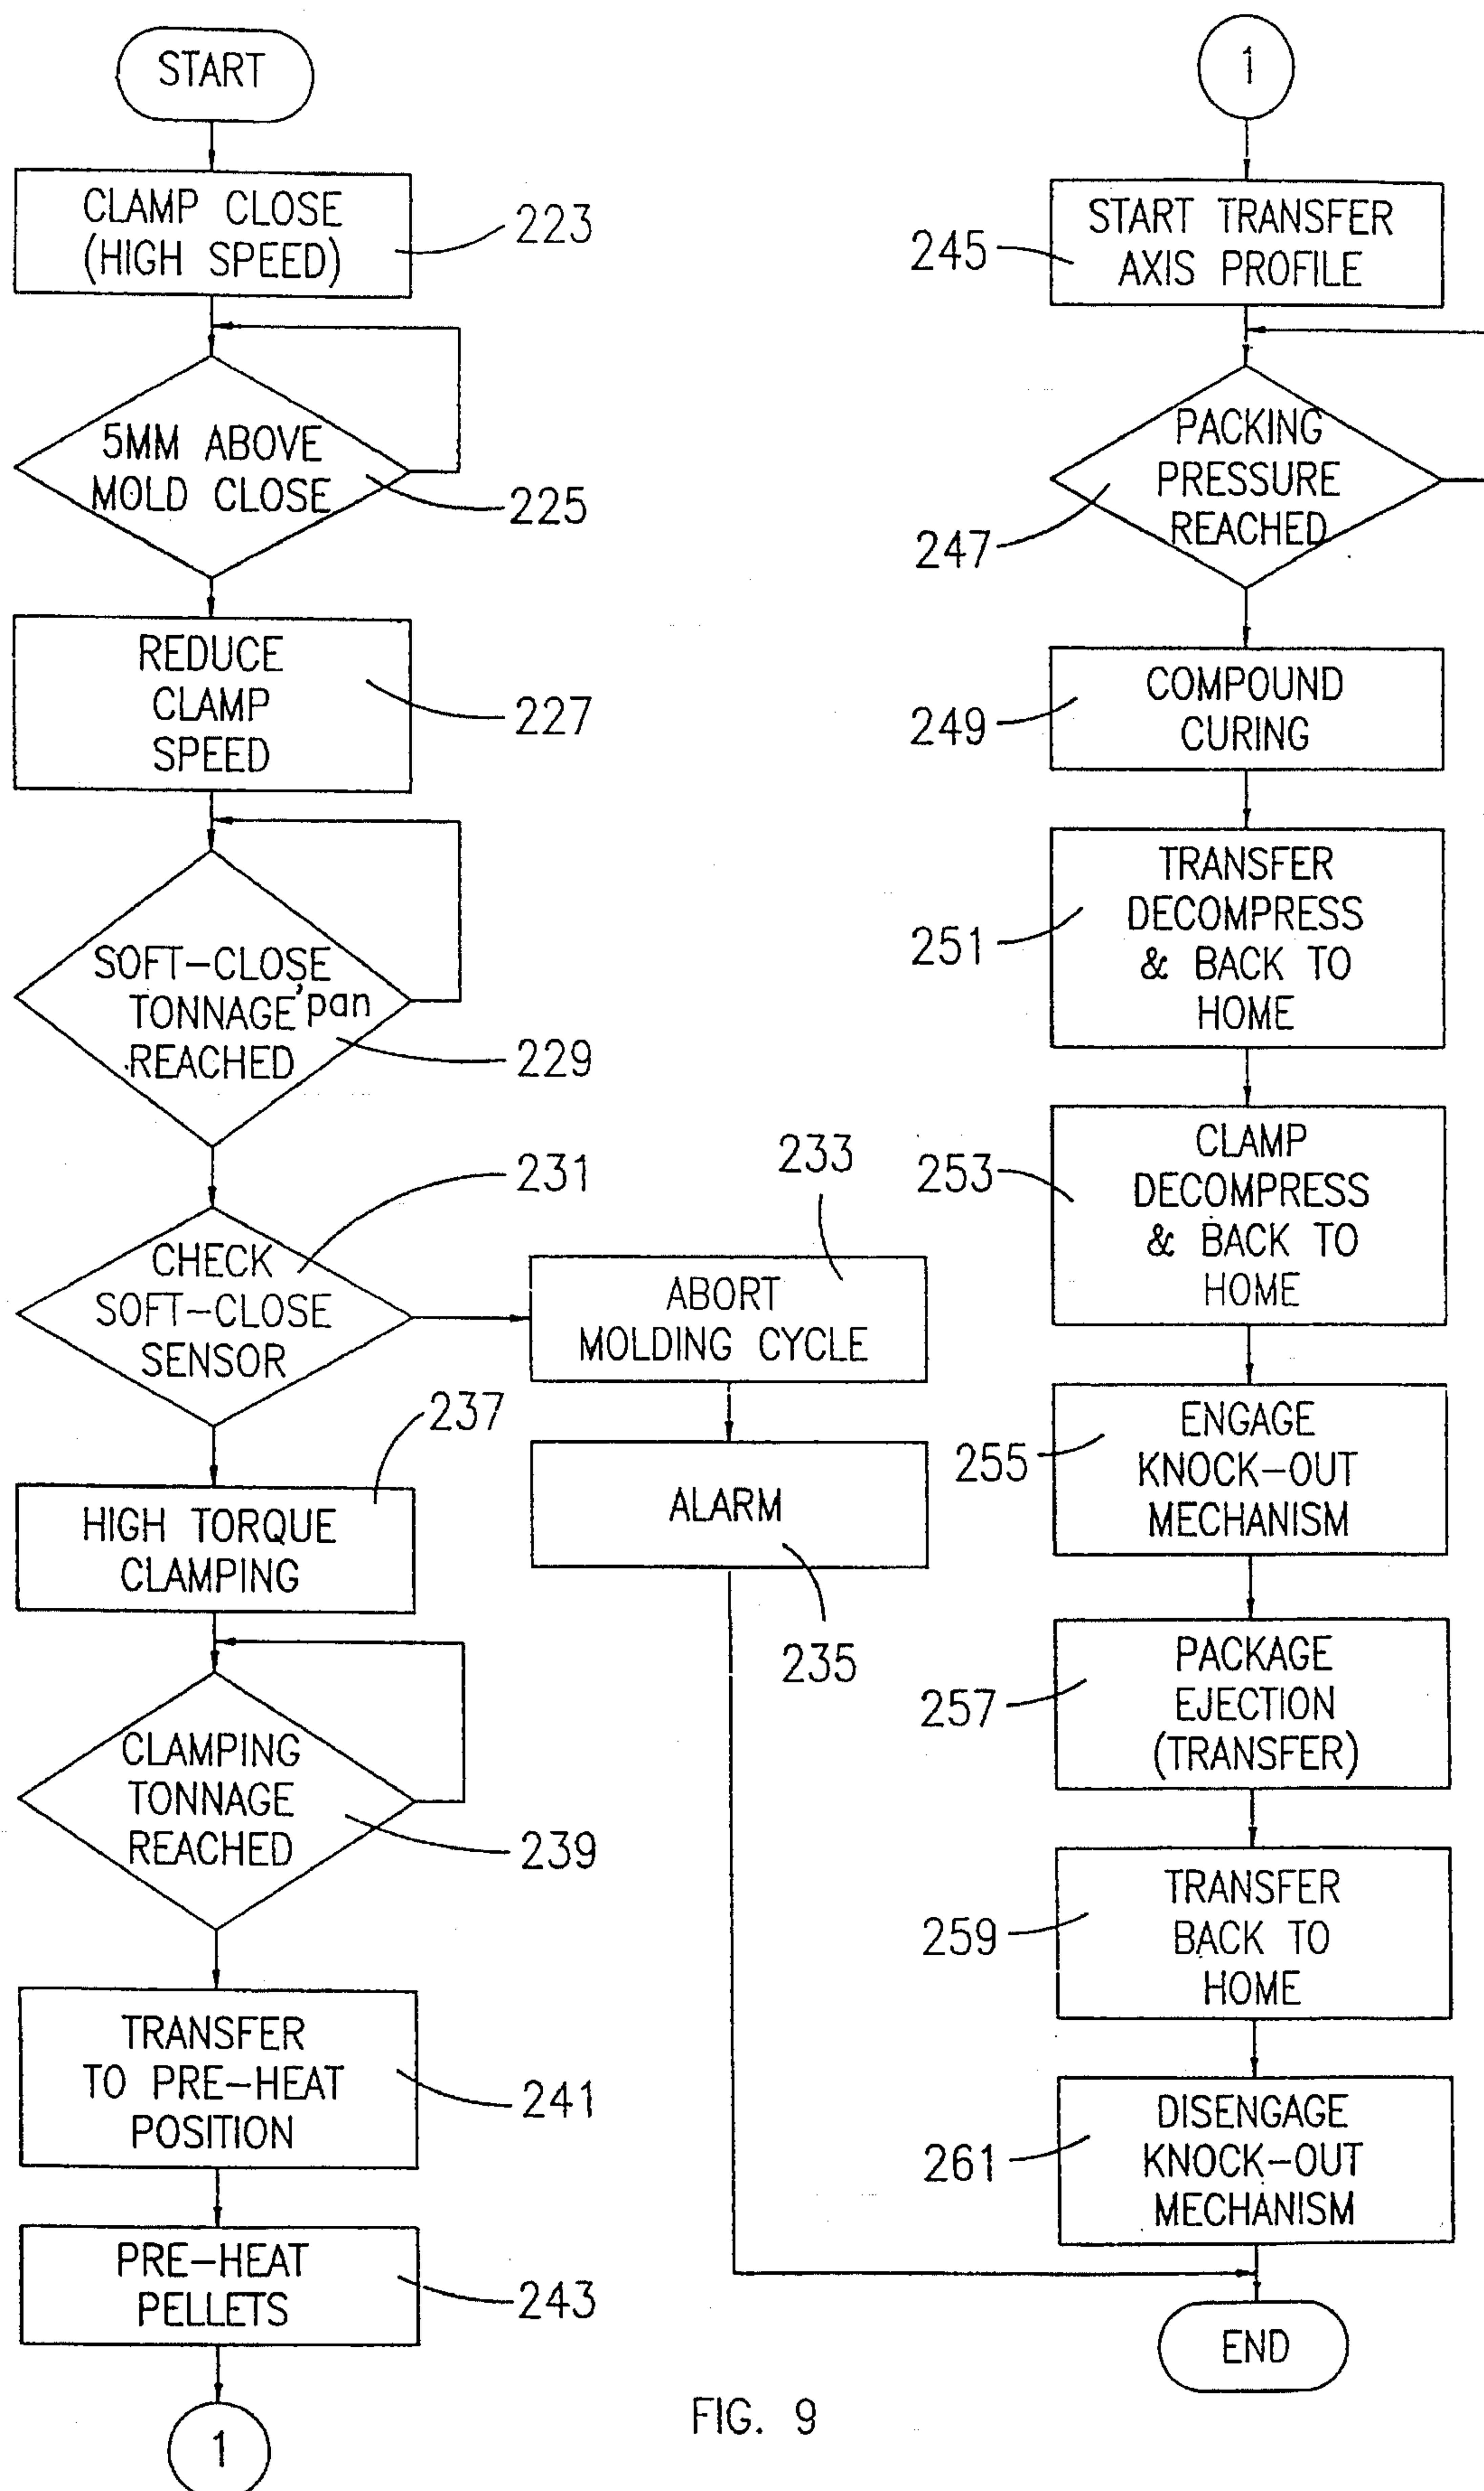 START
CLAMP CLOSE
(HIGH SPEED)
223
5MM ABOVE
MOLD CLOSE
225
REDUCE
CLAMP
SPEED
227
SOFT-CLOSE
TONNAGE 'pan
REACHED
229
CHECK
SOFT-CLOSE
SENSOR
231
ABORT
MOLDING CYCLE
233
ALARM
235
HIGH TORQUE
CLAMPING
237
CLAMPING
TONNAGE
REACHED
239
TRANSFER
TO PRE-HEAT
POSITION
241
PRE-HEAT
PELLETS
243
1
1
START TRANSFER
AXIS PROFILE
245
PACKING
PRESSURE
REACHED
247
COMPOUND
CURING
249
TRANSFER
DECOMPRESS
& BACK TO
HOME
251
CLAMP
DECOMPRESS
& BACK TO
HOME
253
ENGAGE
KNOCK-OUT
MECHANISM
255
PACKAGE
EJECTION
(TRANSFER)
257
TRANSFER
BACK TO
HOME
259
DISENGAGE
KNOCK-OUT
MECHANISM
261
END
FIG. 9